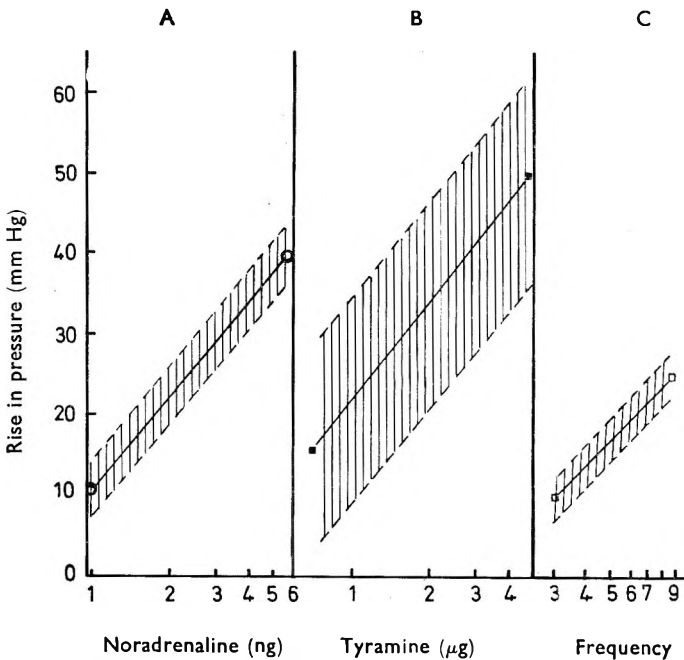 A B C
60
50
40
30
20
10
0
Rise in pressure (mm Hg)
1 2 3 4 5 6 1 2 3 4 3 4 5 6 7 9
Noradrenaline (ng) Tyramine (μg) Frequency